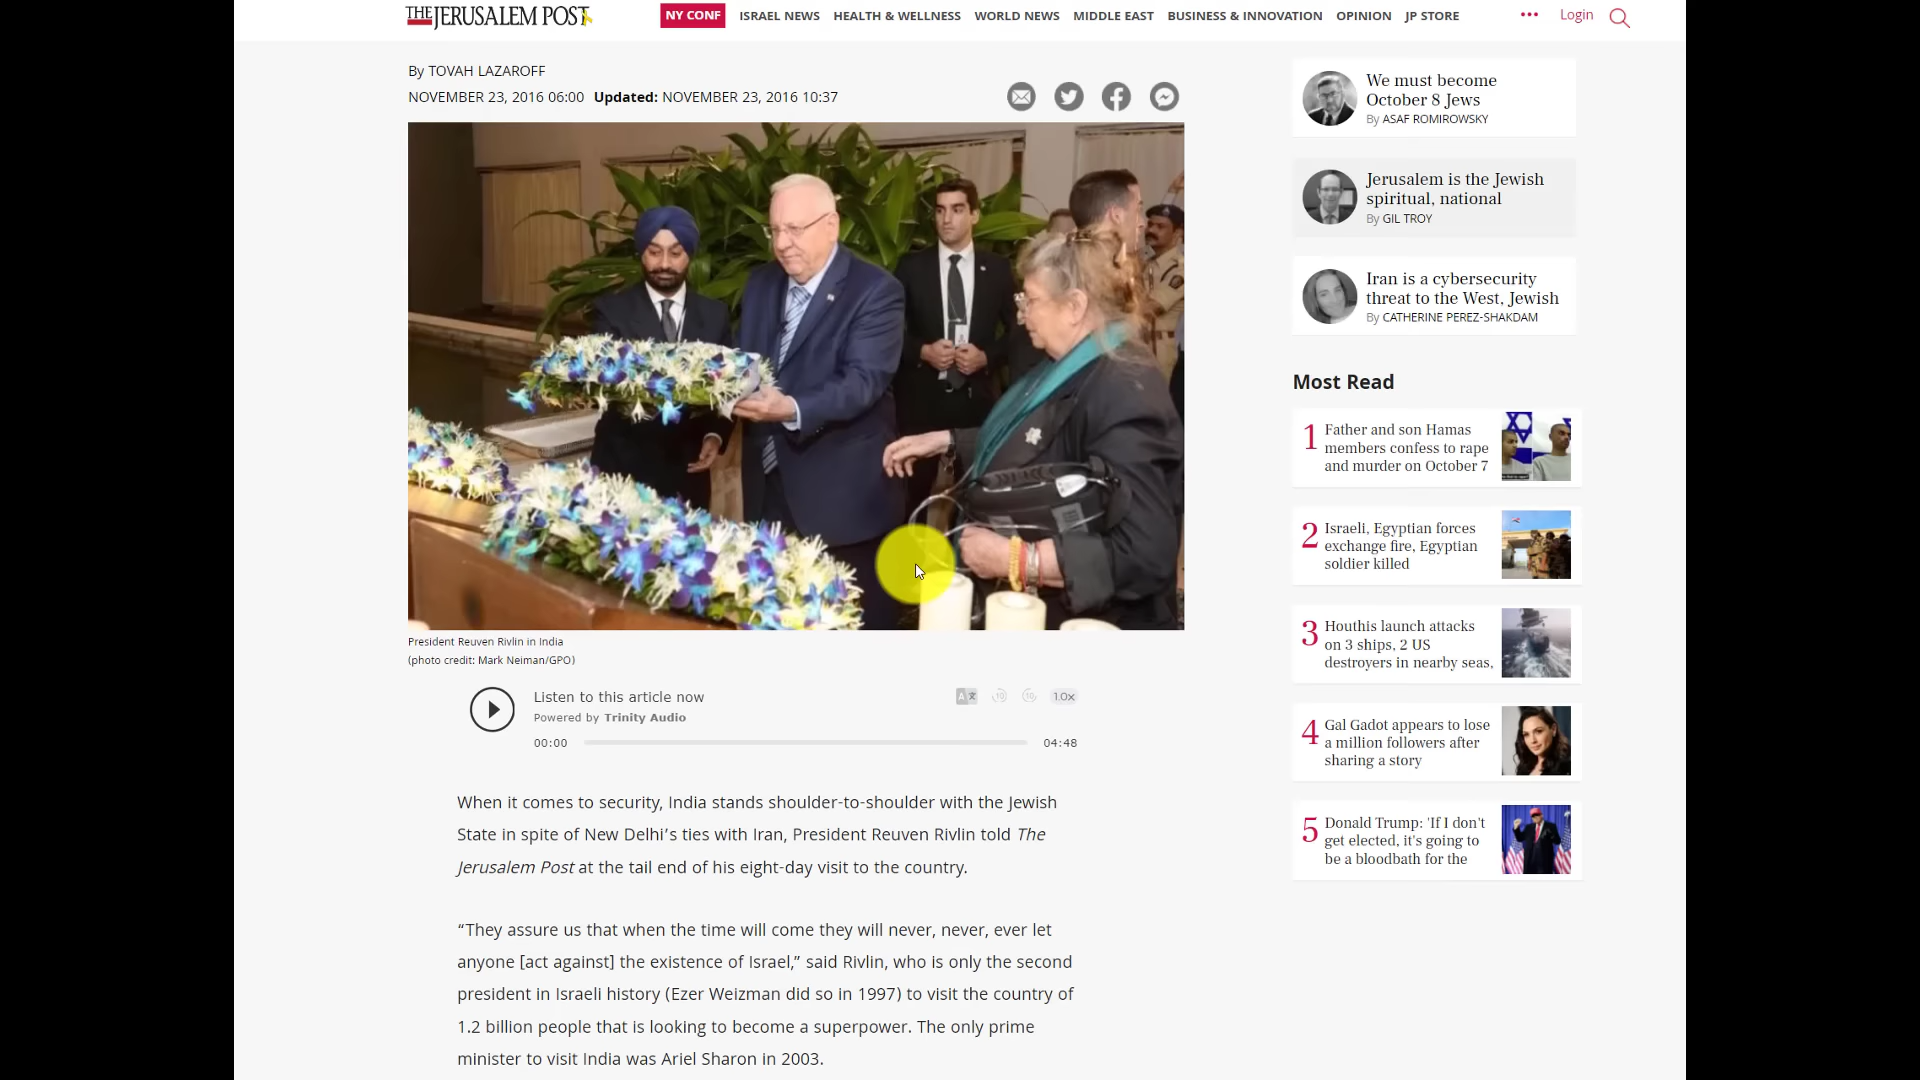 THE JERUSALEM POST
NY CONF
ISRAEL NEWS
HEALTH & WELLNESS
WORLD NEWS
MIDDLE EAST
BUSINESS & INNOVATION
OPINION
JP STORE
Login
By TOVAH LAZAROFF
NOVEMBER 23, 2016 06:00 Updated: NOVEMBER 23, 2016 10:37
President Reuven Rivlin in India
(photo credit: Mark Neiman/GPO)
Listen to this article now
Powered by Trinity Audio
10
10
1.0x
00:00
04:48
When it comes to security, India stands shoulder-to-shoulder with the Jewish
State in spite of New Delhi’s ties with Iran, President Reuven Rivlin told The
Jerusalem Post at the tail end of his eight-day visit to the country.
“They assure us that when the time will come they will never, never, ever let
anyone [act against] the existence of Israel,” said Rivlin, who is only the second
president in Israeli history (Ezer Weizman did so in 1997) to visit the country of
1.2 billion people that is looking to become a superpower. The only prime
minister to visit India was Ariel Sharon in 2003.
We must become
October 8 Jews
By ASAF ROMIROWSKY
Jerusalem is the Jewish
spiritual, national
By GIL TROY
Iran is a cybersecurity
threat to the West, Jewish
By CATHERINE PEREZ-SHAKDAM
Most Read
1
Father and son Hamas
members confess to rape
and murder on October 7
2
Israeli, Egyptian forces
exchange fire, Egyptian
soldier killed
3
Houthis launch attacks
on 3 ships, 2 US
destroyers in nearby seas,
4
Gal Gadot appears to lose
a million followers after
sharing a story
5
Donald Trump: 'If I don't
get elected, it's going to
be a bloodbath for the